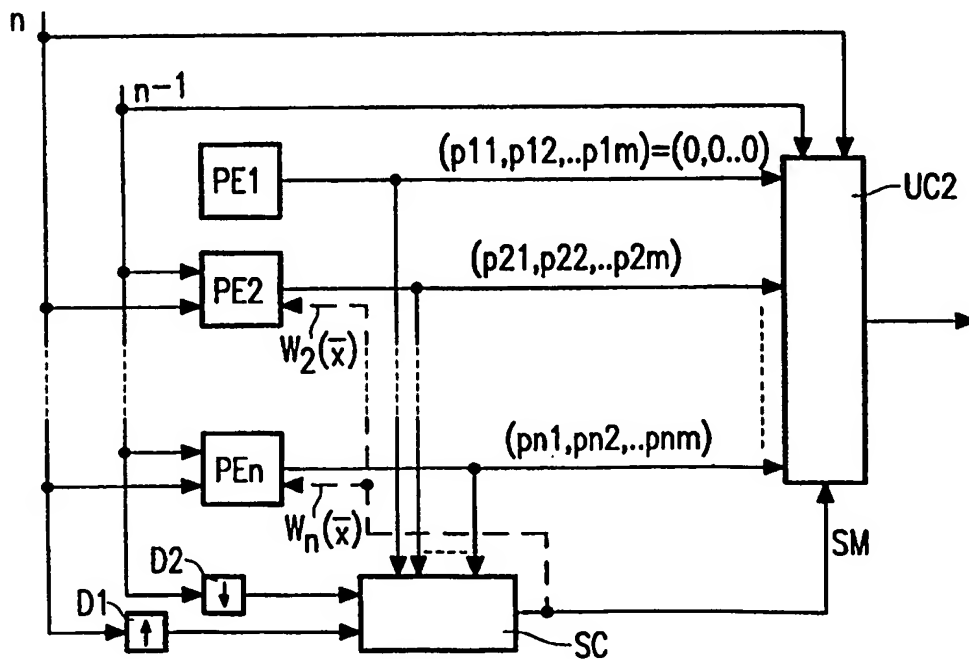 n
n-1
(p11,p12,..p1m)=(0,0..0)
PE1
UC2
(p21,p22,..p2m)
PE2
W₂(x̄)
(pn1,pn2,..pnm)
PEn
Wₙ(x̄)
SM
D2
D1
SC